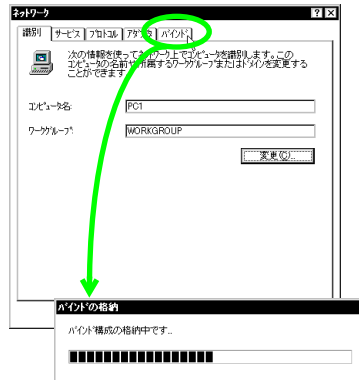 ネットワーク
識別 サービス プロトコル アダプタ バインド
次の情報を使ってネットワーク上でコンピュータを識別します。この
コンピュータの名前や所属するワークグループまたはドメインを変更する
ことができます
コンピュータ名:
PC1
ワークグループ:
WORKGROUP
変更(C)...
バインドの格納
バインド構成の格納中です...